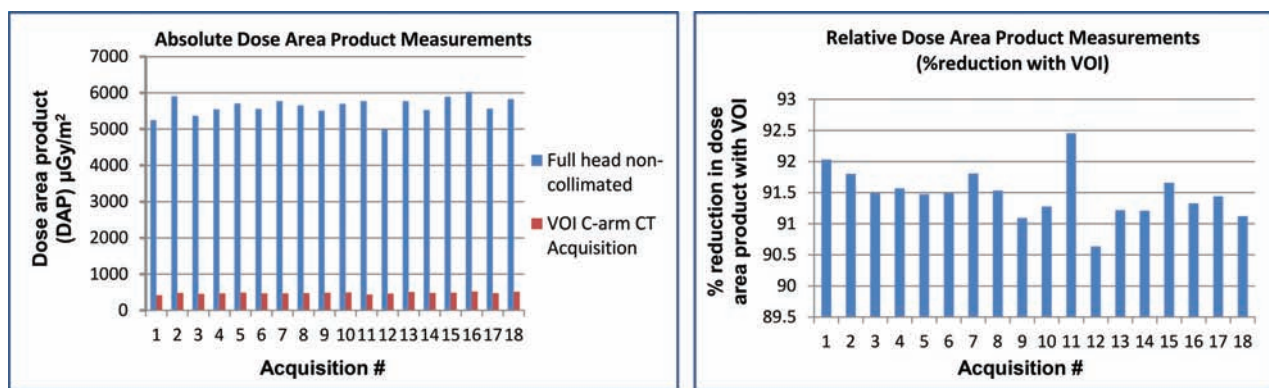 Absolute Dose Area Product Measurements
7000
6000
5000
4000
3000
2000
1000
0
Dose area product
(DAP) µGy/m²
1 2 3 4 5 6 7 8 9 10 11 12 13 14 15 16 17 18
Acquisition #
Full head non-
collimated
VOI C-arm CT
Acquisition
Relative Dose Area Product Measurements
(%reduction with VOI)
93
92.5
92
91.5
91
90.5
90
89.5
% reduction in dose
area product with VOI
1 2 3 4 5 6 7 8 9 10 11 12 13 14 15 16 17 18
Acquisition #